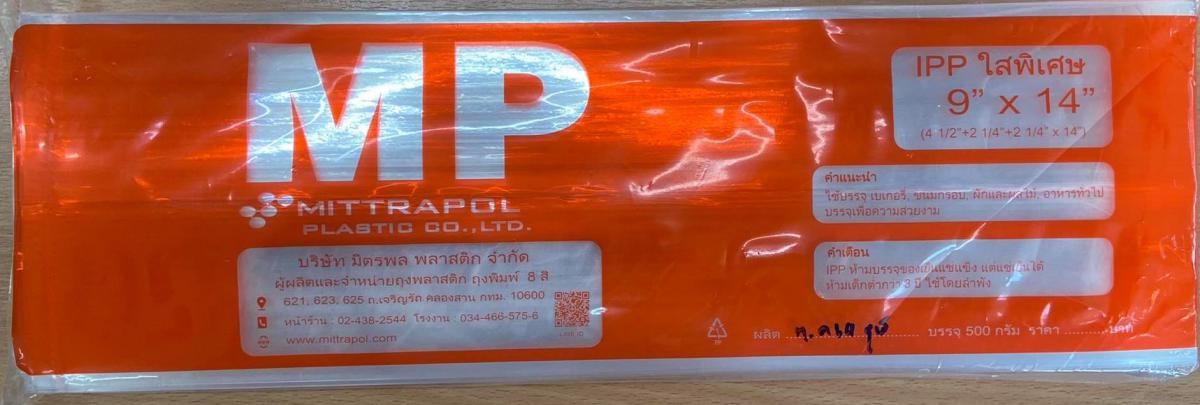 MP
MITTRAPOL
PLASTIC CO.,LTD.
บริษัท มิตรพล พลาสติก จำกัด
ผู้ผลิตและจำหน่ายถุงพลาสติก ถุงพิมพ์ 8 สี
621, 623, 625 ถ.เจริญรัถ คลองสาน กทม. 10600
หน้าร้าน : 02-438-2544 โรงงาน : 034-466-575-6
www.mittrapol.com
LINE ID
IPP ใสพิเศษ
9" x 14"
(4 1/2"+2 1/4"+2 1/4" x 14")
คำแนะนำ
ใช้บรรจุ เบเกอรี่, ขนมกรอบ, ผักและผลไม้, อาหารทั่วไป
บรรจุเพื่อความสวยงาม
คำเตือน
IPP ห้ามบรรจุของเย็นแช่แข็ง แต่แช่เย็นได้
ห้ามเด็กต่ำกว่า 3 ปี ใช้โดยลำพัง
PP
ผลิต .................... บรรจุ 500 กรัม ราคา ..........บาท